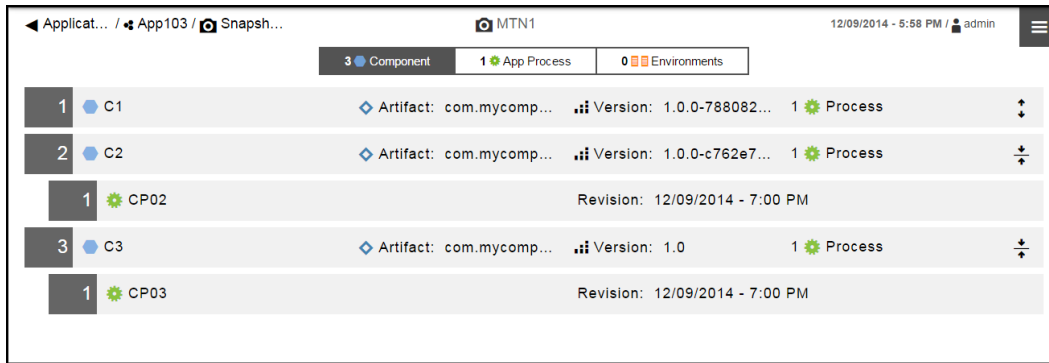 Applicat... / App103 / Snapsh... MTN1 12/09/2014 - 5:58 PM / admin
3 Component 1 App Process 0 Environments
1 C1 Artifact: com.mycomp... Version: 1.0.0-788082... 1 Process
2 C2 Artifact: com.mycomp... Version: 1.0.0-c762e7... 1 Process
1 CP02 Revision: 12/09/2014 - 7:00 PM
3 C3 Artifact: com.mycomp... Version: 1.0 1 Process
1 CP03 Revision: 12/09/2014 - 7:00 PM